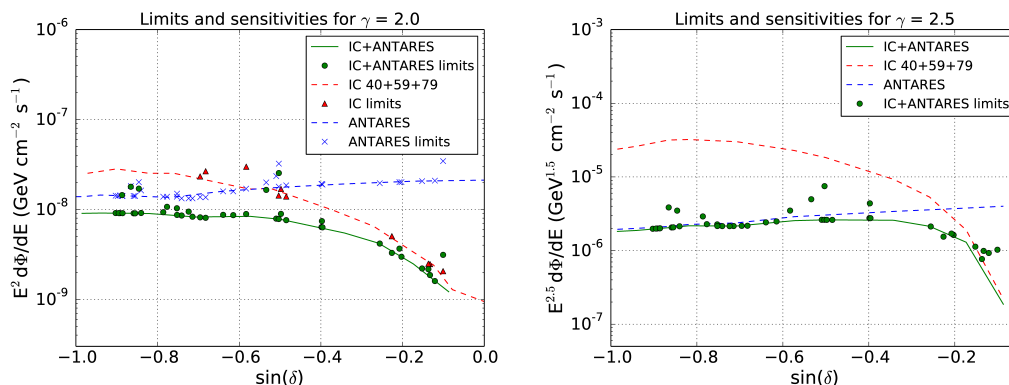 Limits and sensitivities for γ = 2.0
E² dΦ/dE (GeV cm⁻² s⁻¹)
10⁻⁶
10⁻⁷
10⁻⁸
10⁻⁹
IC+ANTARES
IC+ANTARES limits
IC 40+59+79
IC limits
ANTARES
ANTARES limits
−1.0 −0.8 −0.6 −0.4 −0.2 0.0
sin(δ)
Limits and sensitivities for γ = 2.5
E²·⁵ dΦ/dE (GeV¹·⁵ cm⁻² s⁻¹)
10⁻³
10⁻⁴
10⁻⁵
10⁻⁶
10⁻⁷
IC+ANTARES
IC 40+59+79
ANTARES
IC+ANTARES limits
−1.0 −0.8 −0.6 −0.4 −0.2
sin(δ)